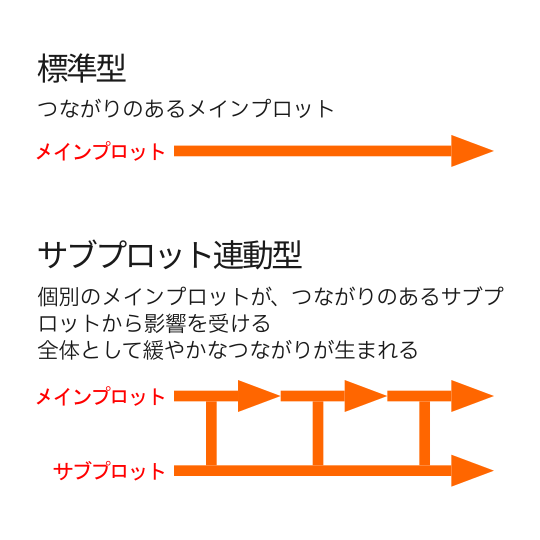 標準型
つながりのあるメインプロット
メインプロット
サブプロット連動型
個別のメインプロットが、つながりのあるサブプ
ロットから影響を受ける
全体として緩やかなつながりが生まれる
メインプロット
サブプロット